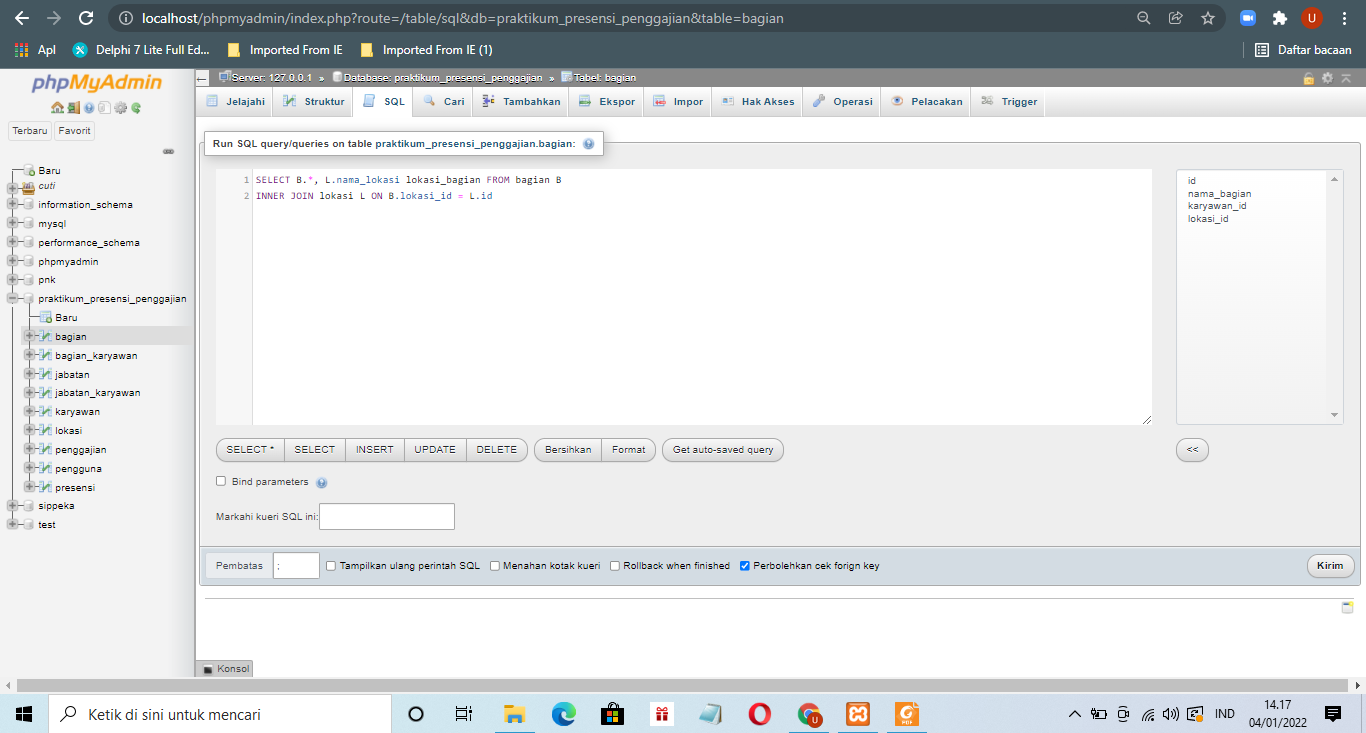 localhost/phpmyadmin/index.php?route=/table/sql&db=praktikum_presensi_penggajian&table=bagian
U
Apl
Delphi 7 Lite Full Ed...
Imported From IE
Imported From IE (1)
Daftar bacaan
phpMyAdmin
Terbaru
Favorit
Baru
cuti
information_schema
mysql
performance_schema
phpmyadmin
pnk
praktikum_presensi_penggajian
Baru
bagian
bagian_karyawan
jabatan
jabatan_karyawan
karyawan
lokasi
penggajian
pengguna
presensi
sippeka
test
Server: 127.0.0.1 » Database: praktikum_presensi_penggajian » Tabel: bagian
Jelajahi
Struktur
SQL
Cari
Tambahkan
Ekspor
Impor
Hak Akses
Operasi
Pelacakan
Trigger
Run SQL query/queries on table praktikum_presensi_penggajian.bagian:
1 SELECT B.*, L.nama_lokasi lokasi_bagian FROM bagian B
2 INNER JOIN lokasi L ON B.lokasi_id = L.id
id
nama_bagian
karyawan_id
lokasi_id
SELECT *
SELECT
INSERT
UPDATE
DELETE
Bersihkan
Format
Get auto-saved query
<<
Bind parameters
Markahi kueri SQL ini:
Pembatas
;
Tampilkan ulang perintah SQL
Menahan kotak kueri
Rollback when finished
Perbolehkan cek forign key
Kirim
Konsol
Ketik di sini untuk mencari
U
PDF
IND
14.17
04/01/2022